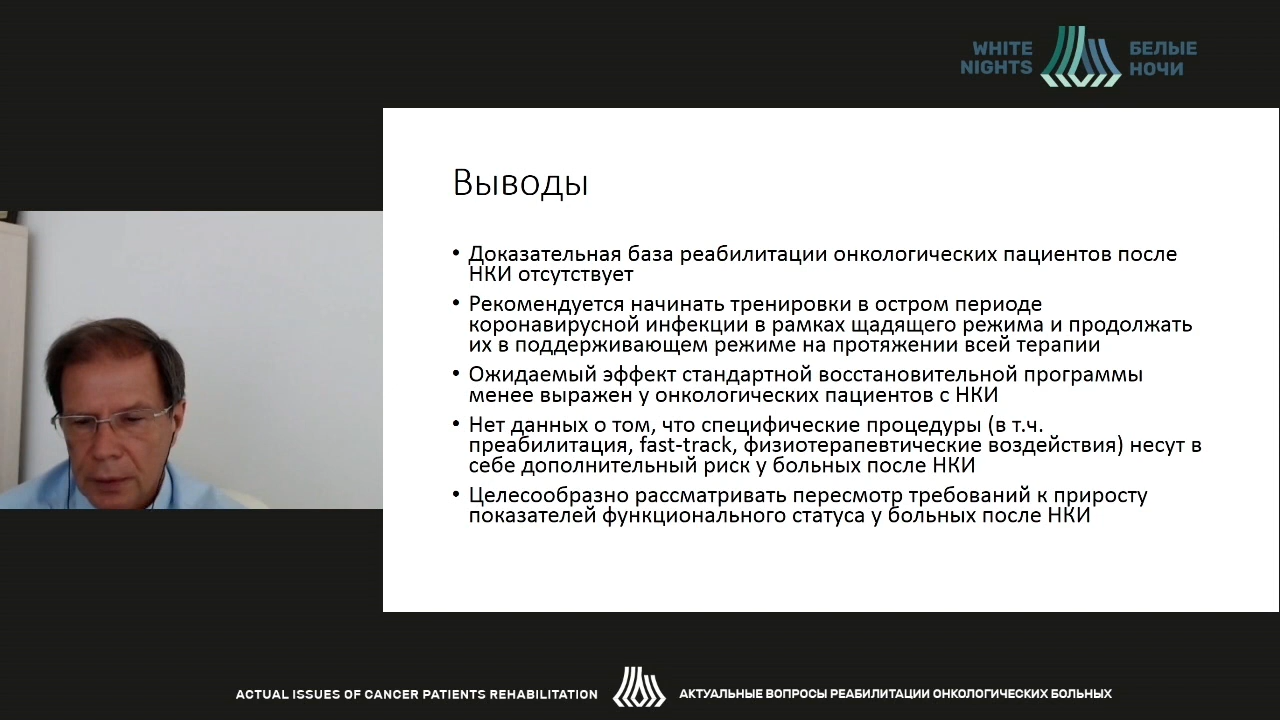 WHITE
NIGHTS
БЕЛЫЕ
НОЧИ
Выводы
• Доказательная база реабилитации онкологических пациентов после
НКИ отсутствует
• Рекомендуется начинать тренировки в остром периоде
коронавирусной инфекции в рамках щадящего режима и продолжать
их в поддерживающем режиме на протяжении всей терапии
• Ожидаемый эффект стандартной восстановительной программы
менее выражен у онкологических пациентов с НКИ
• Нет данных о том, что специфические процедуры (в т.ч.
преабилитация, fast-track, физиотерапевтические воздействия) несут в
себе дополнительный риск у больных после НКИ
• Целесообразно рассматривать пересмотр требований к приросту
показателей функционального статуса у больных после НКИ
ACTUAL ISSUES OF CANCER PATIENTS REHABILITATION
АКТУАЛЬНЫЕ ВОПРОСЫ РЕАБИЛИТАЦИИ ОНКОЛОГИЧЕСКИХ БОЛЬНЫХ